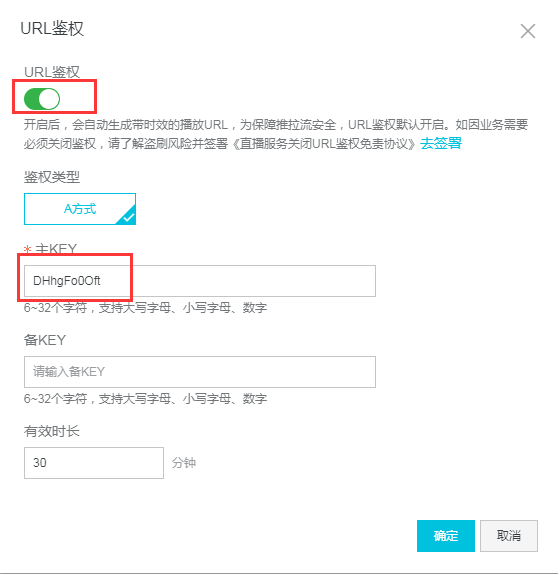 URL鉴权
URL鉴权
开启后，会自动生成带时效的播放URL，为保障推拉流安全，URL鉴权默认开启。如因业务需要
必须关闭鉴权，请了解盗刷风险并签署《直播服务关闭URL鉴权免责协议》去签署
鉴权类型
A方式
* 主KEY
DHhgFo0Oft
6~32个字符，支持大写字母、小写字母、数字
备KEY
请输入备KEY
6~32个字符，支持大写字母、小写字母、数字
有效时长
30 分钟
确定 取消